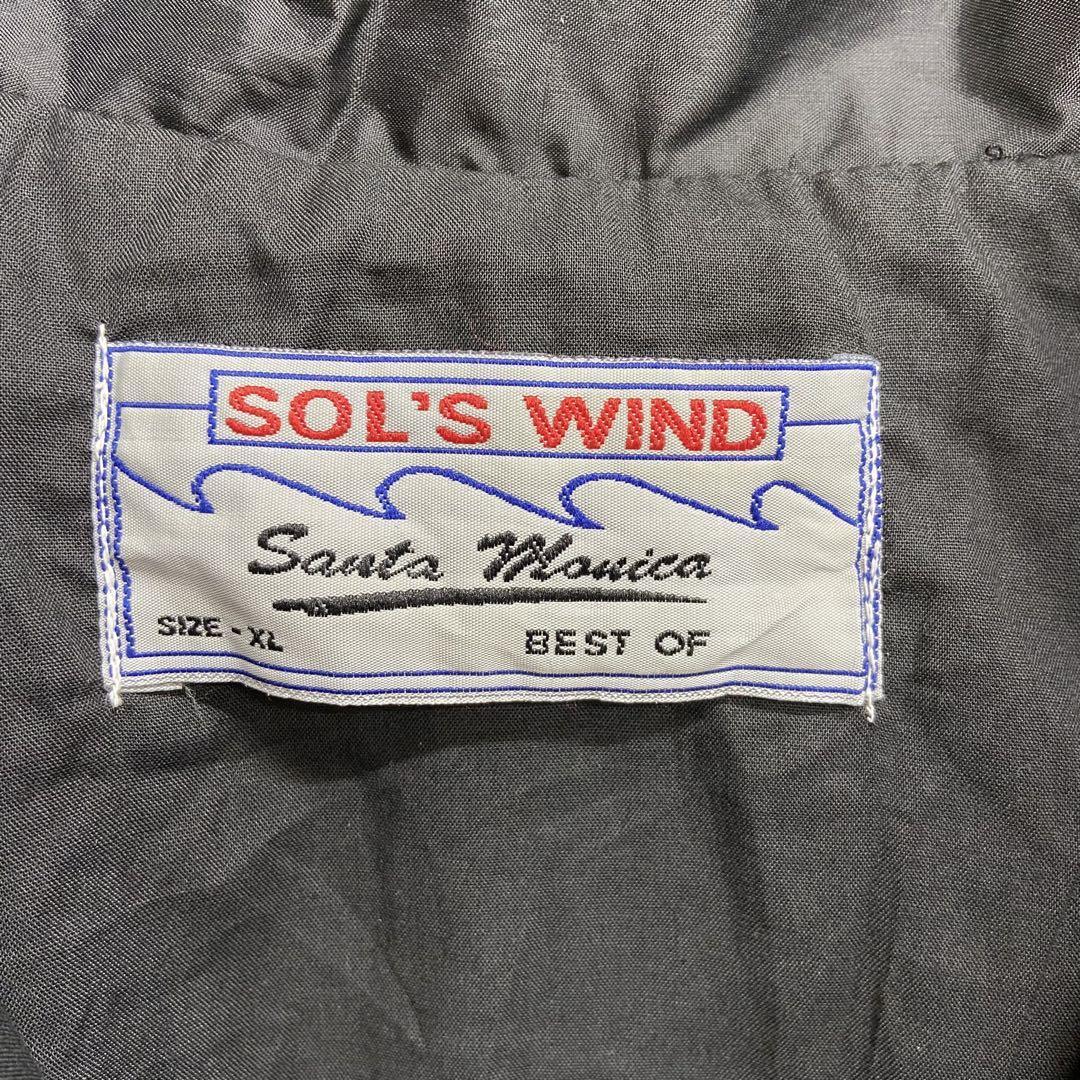 SOL'S WIND
Santa Monica
SIZE - XL
BEST OF